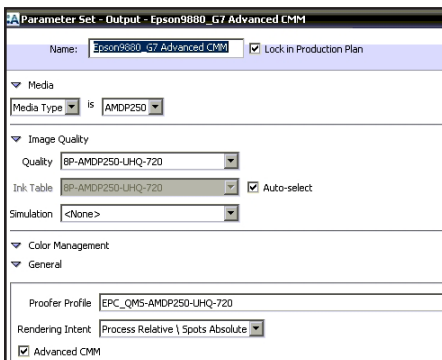 Parameter Set - Output - Epson9880_G7 Advanced CMM
Name: Epson9880_G7 Advanced CMM Lock in Production Plan
Media
Media Type is AMDP250
Image Quality
Quality 8P-AMDP250-UHQ-720
Ink Table 8P-AMDP250-UHQ-720 Auto-select
Simulation <None>
Color Management
General
Proofer Profile EPC_QMS-AMDP250-UHQ-720
Rendering Intent Process Relative \ Spots Absolute
Advanced CMM